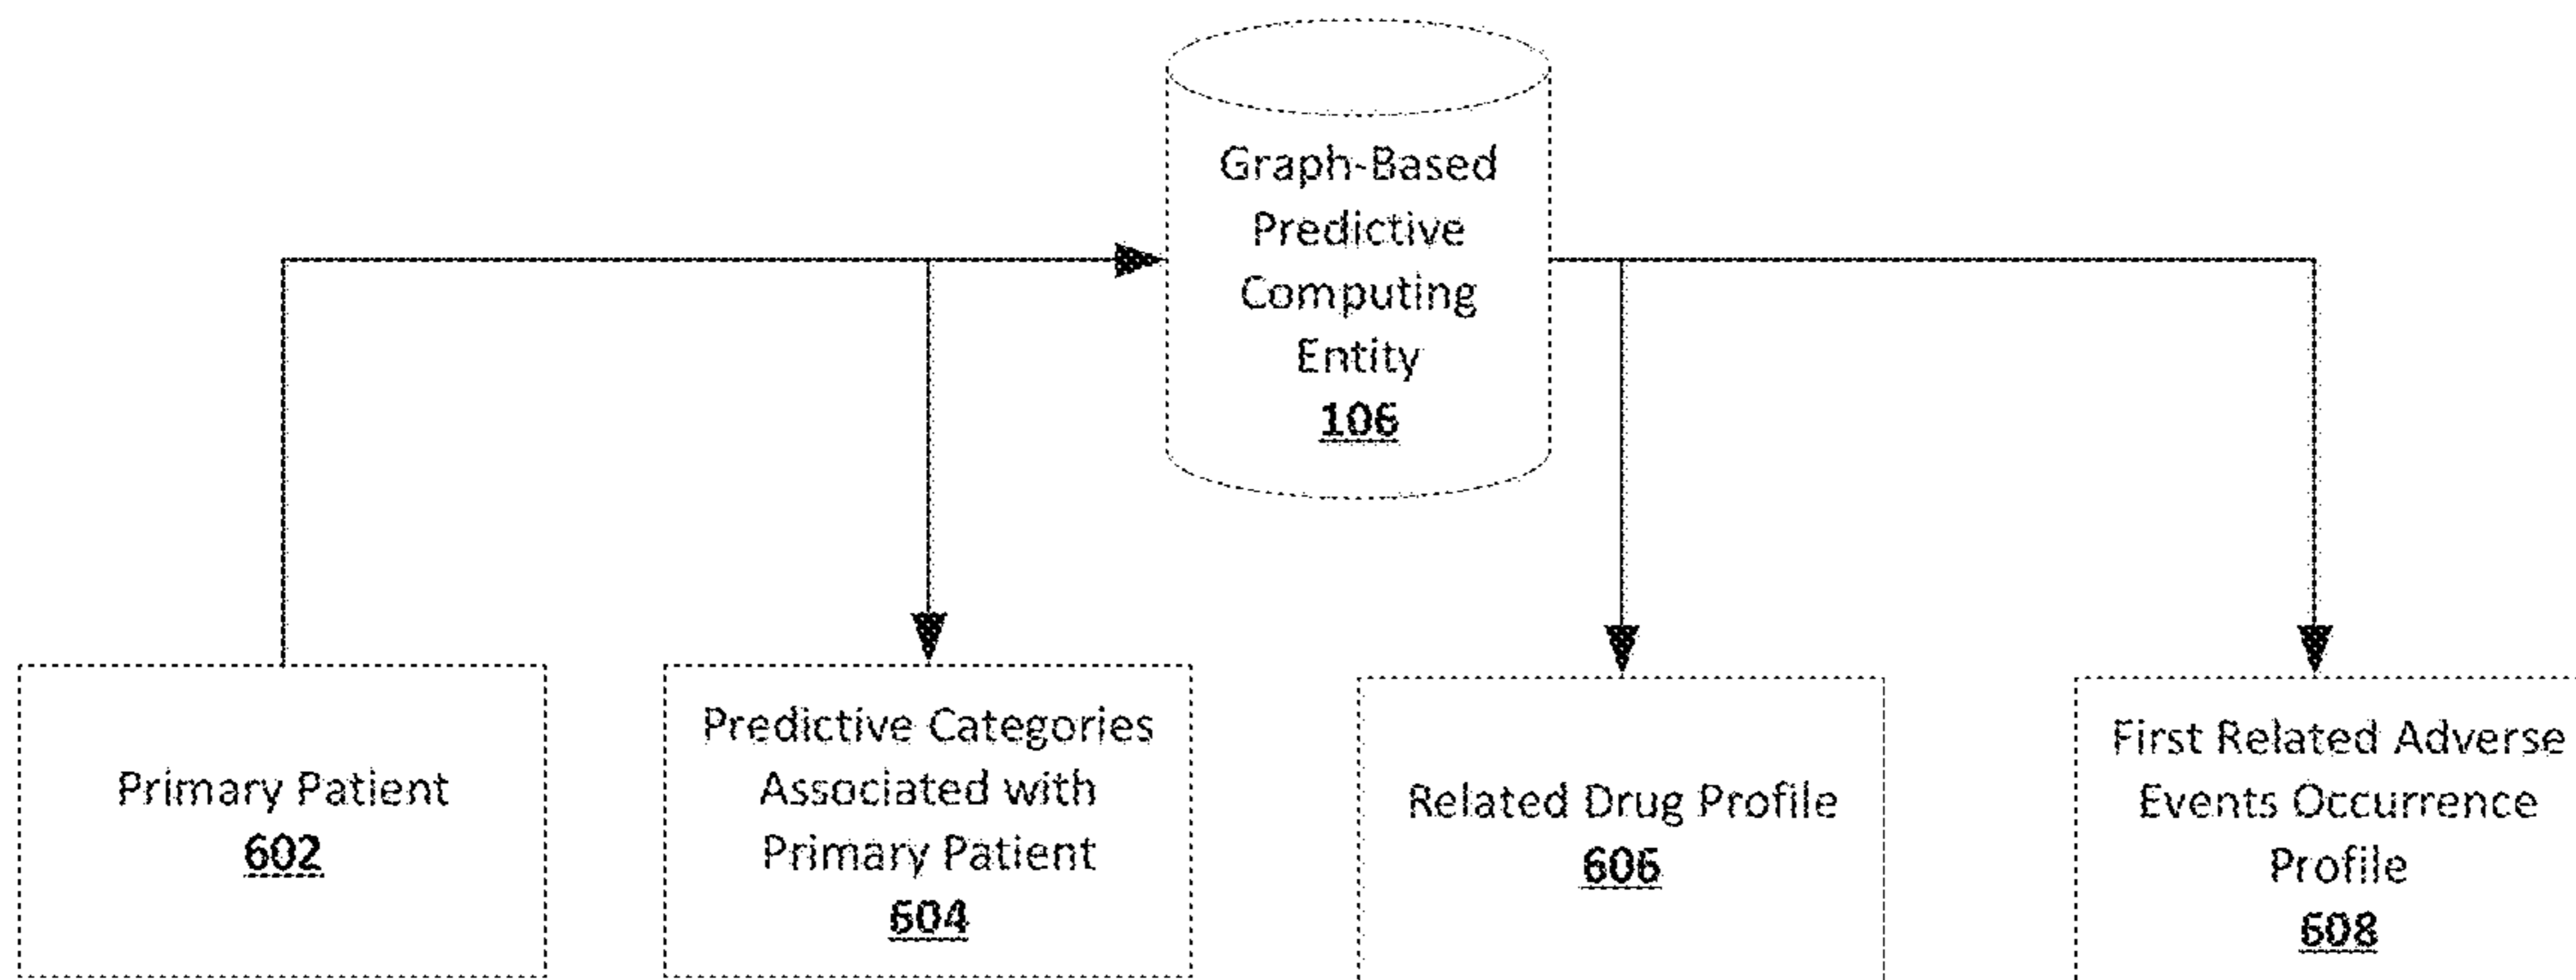 Graph-Based
Predictive
Computing
Entity
106
Primary Patient
602
Predictive Categories
Associated with
Primary Patient
604
Related Drug Profile
606
First Related Adverse
Events Occurrence
Profile
608